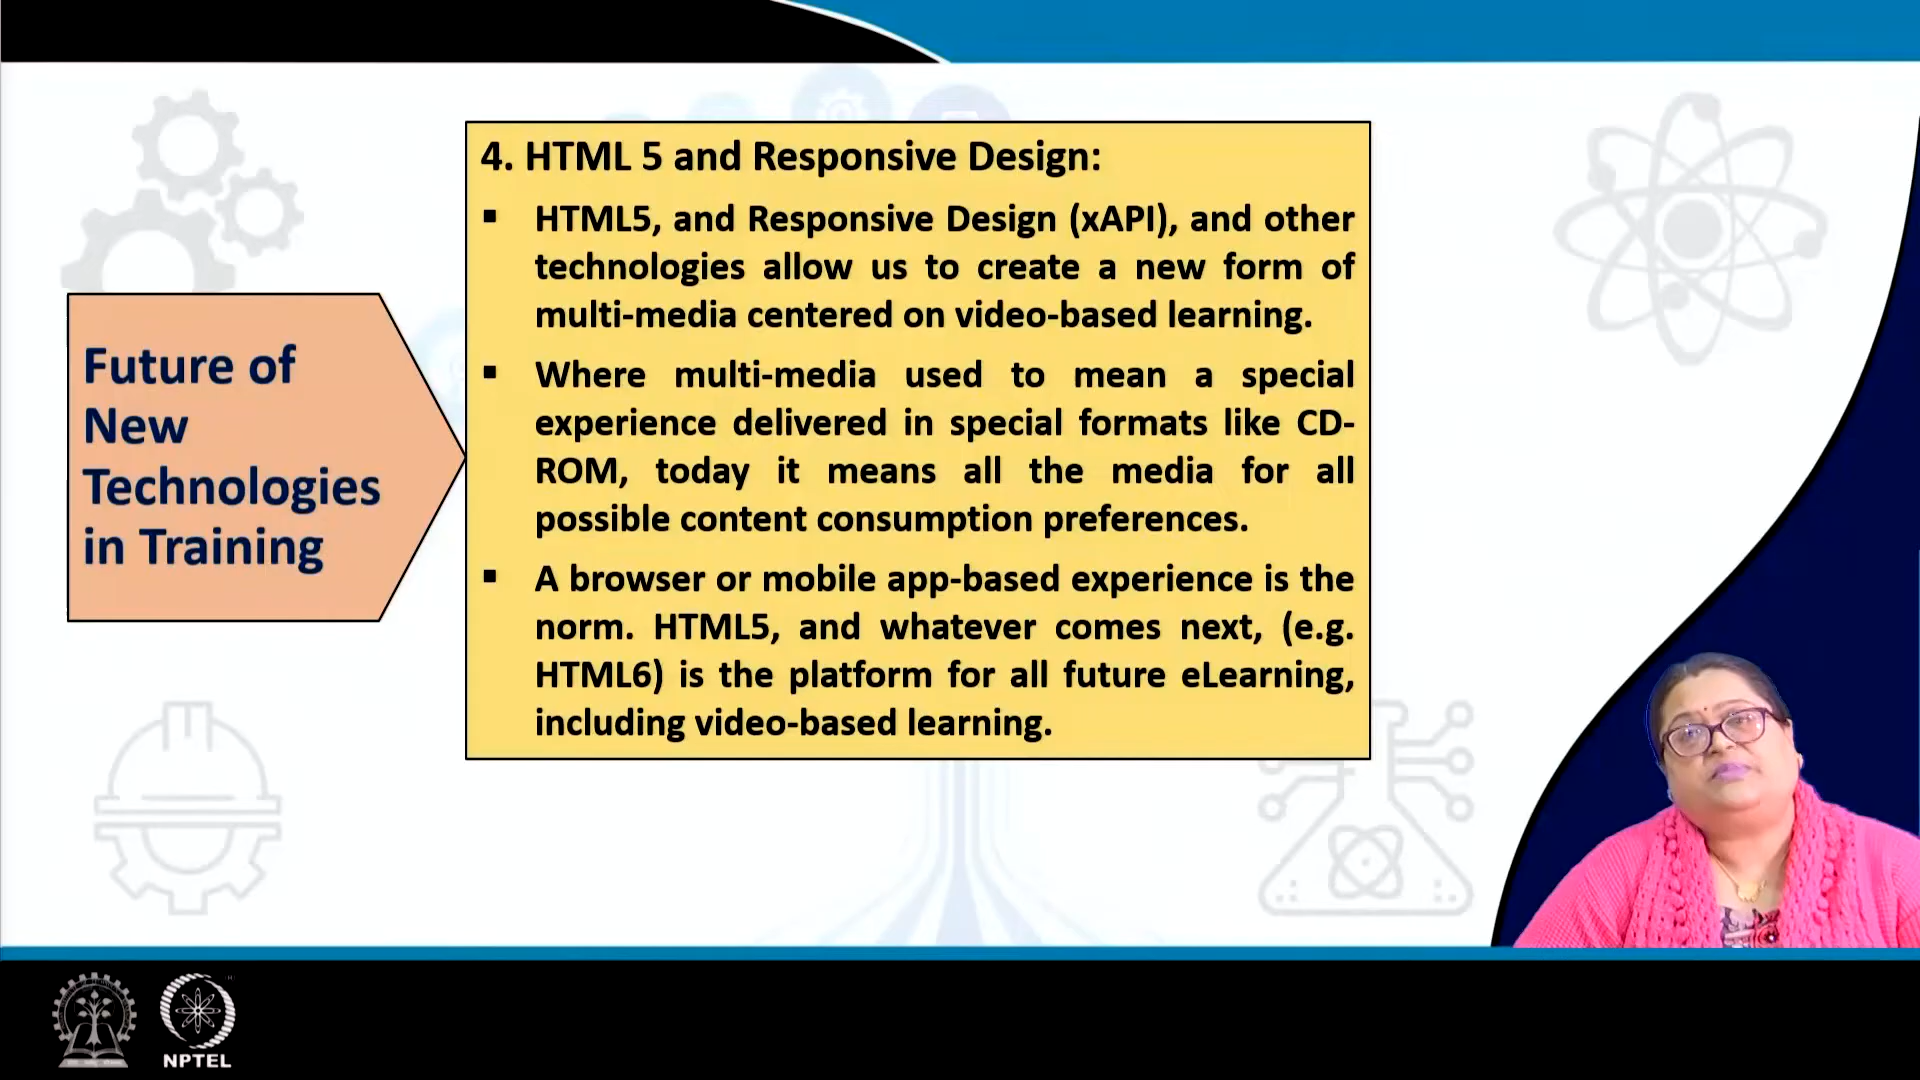 Future of
New
Technologies
in Training
4. HTML 5 and Responsive Design:
▪ HTML5, and Responsive Design (xAPI), and other
technologies allow us to create a new form of
multi-media centered on video-based learning.
▪ Where multi-media used to mean a special
experience delivered in special formats like CD-
ROM, today it means all the media for all
possible content consumption preferences.
▪ A browser or mobile app-based experience is the
norm. HTML5, and whatever comes next, (e.g.
HTML6) is the platform for all future eLearning,
including video-based learning.
NPTEL